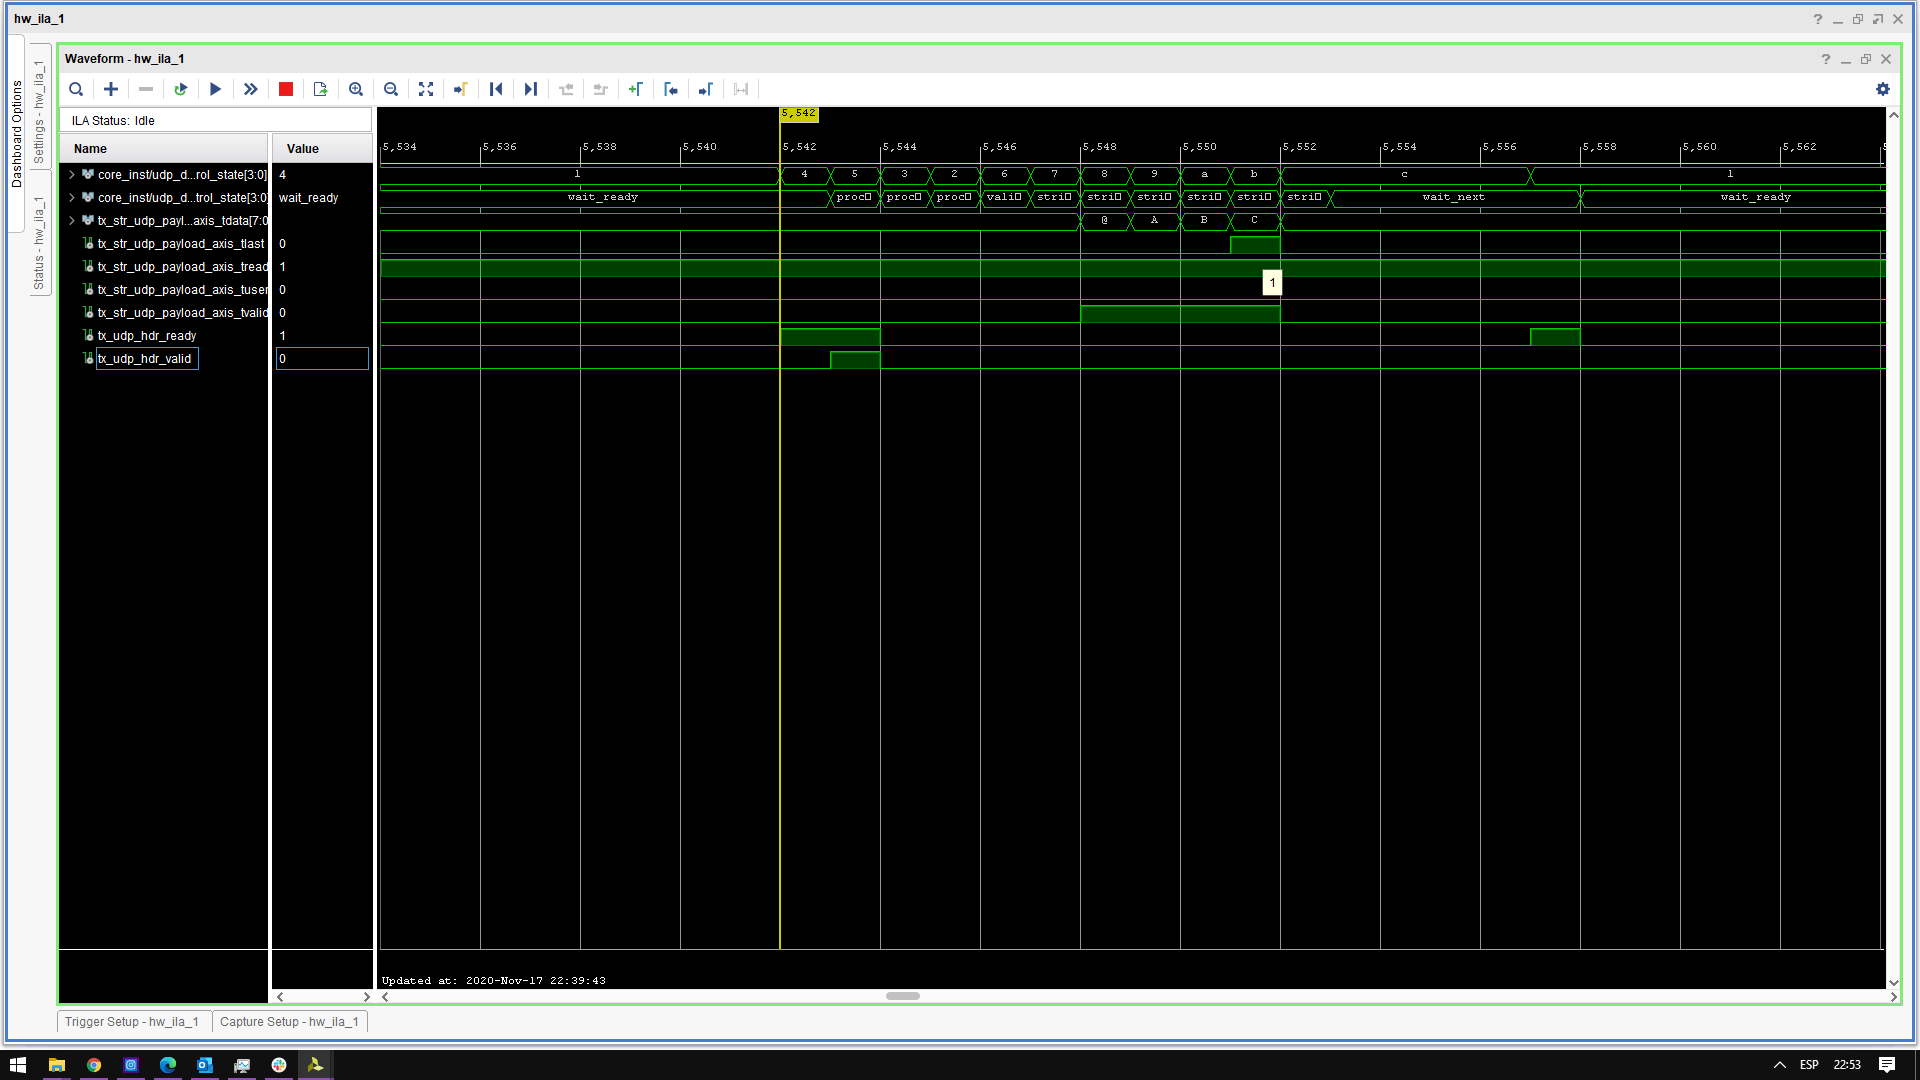 hw_ila_1
Dashboard Options
Settings - hw_ila_1
Status - hw_ila_1
Waveform - hw_ila_1
ILA Status: Idle
Name Value
core_inst/udp_d...rol_state[3:0] 4
core_inst/udp_d...trol_state[3:0] wait_ready
tx_str_udp_payl...axis_tdata[7:0
tx_str_udp_payload_axis_tlast 0
tx_str_udp_payload_axis_tread 1
tx_str_udp_payload_axis_tuser 0
tx_str_udp_payload_axis_tvalid 0
tx_udp_hdr_ready 1
tx_udp_hdr_valid 0
5,542
5,534 5,536 5,538 5,540 5,542 5,544 5,546 5,548 5,550 5,552 5,554 5,556 5,558 5,560 5,562
1 4 5 3 2 6 7 8 9 a b c 1
wait_ready proc proc proc vali stri stri stri stri stri stri wait_next wait_ready
@ A B C
1
Updated at: 2020-Nov-17 22:39:43
Trigger Setup - hw_ila_1 Capture Setup - hw_ila_1
ESP 22:53